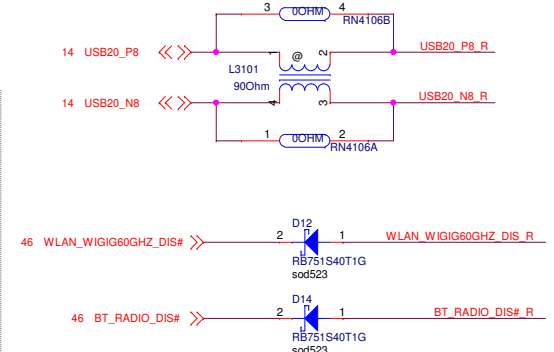 3 0OHM 4
RN4106B
14 USB20_P8 1 @ 2 USB20_P8_R
L3101
90Ohm
14 USB20_N8 4 3 USB20_N8_R
1 0OHM 2
RN4106A
D12
46 WLAN_WIGIG60GHZ_DIS# 2 1 WLAN_WIGIG60GHZ_DIS_R
RB751S40T1G
sod523
D14
46 BT_RADIO_DIS# 2 1 BT_RADIO_DIS#_R
RB751S40T1G
sod523